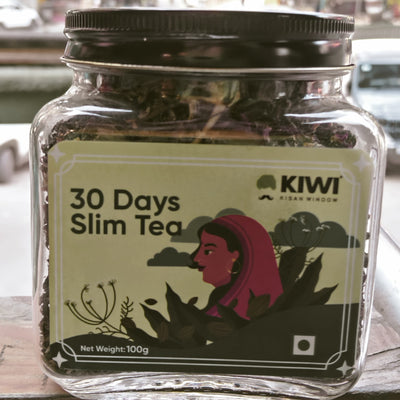 KIWI
KISAN WINDOW
30 Days
Slim Tea
Net Weight: 100g